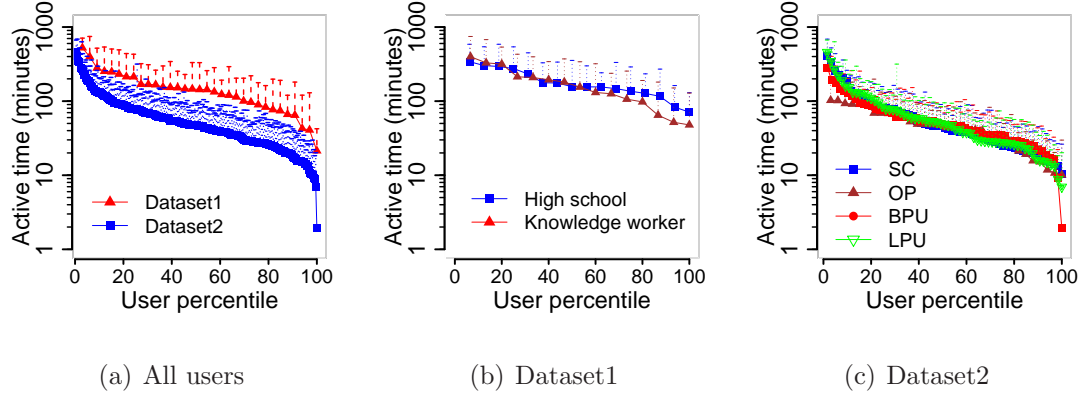 1 10 100 1000
Active time (minutes)
Dataset1
Dataset2
0 20 40 60 80 100
User percentile
(a) All users
1 10 100 1000
Active time (minutes)
High school
Knowledge worker
0 20 40 60 80 100
User percentile
(b) Dataset1
1 10 100 1000
Active time (minutes)
SC
OP
BPU
LPU
0 20 40 60 80 100
User percentile
(c) Dataset2